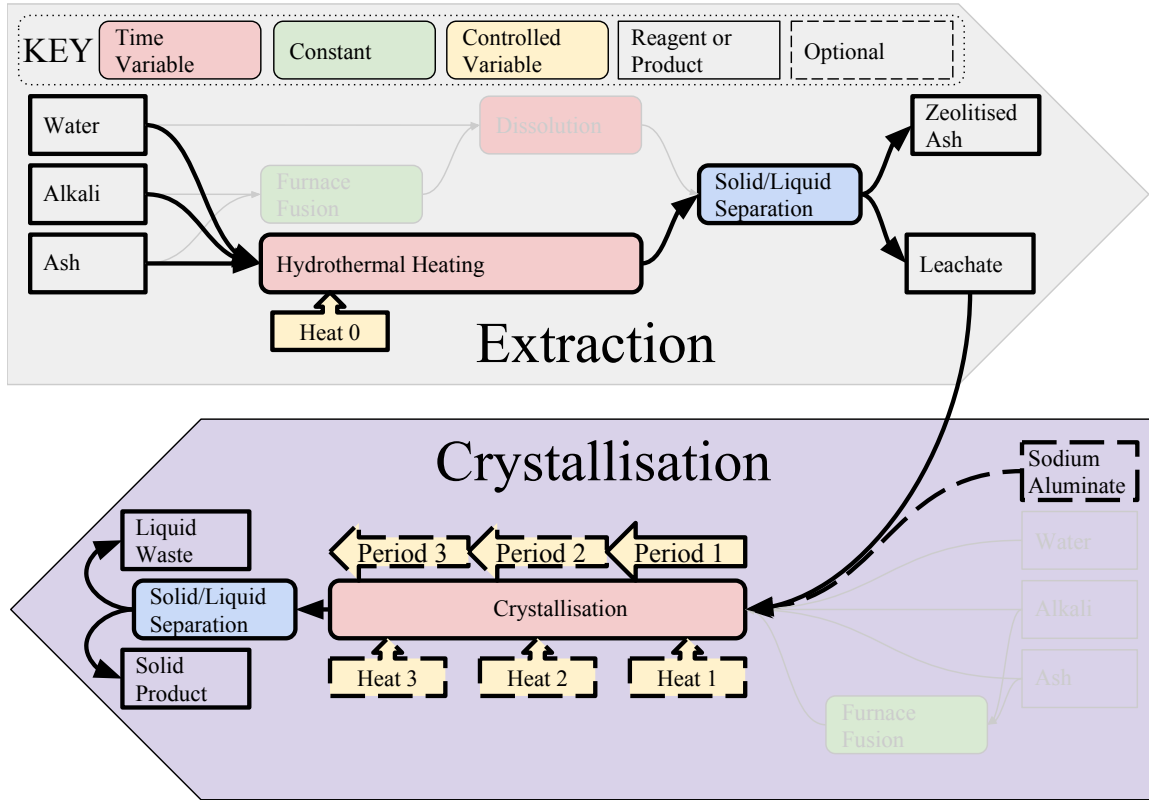 KEY
Time
Variable
Constant
Controlled
Variable
Reagent or
Product
Optional
Water
Dissolution
Zeolitised
Ash
Alkali
Furnace
Fusion
Solid/Liquid
Separation
Ash
Hydrothermal Heating
Leachate
Heat 0
Extraction
Crystallisation
Sodium
Aluminate
Liquid
Waste
Period 3
Period 2
Period 1
Water
Solid/Liquid
Separation
Crystallisation
Alkali
Solid
Product
Heat 3
Heat 2
Heat 1
Ash
Furnace
Fusion